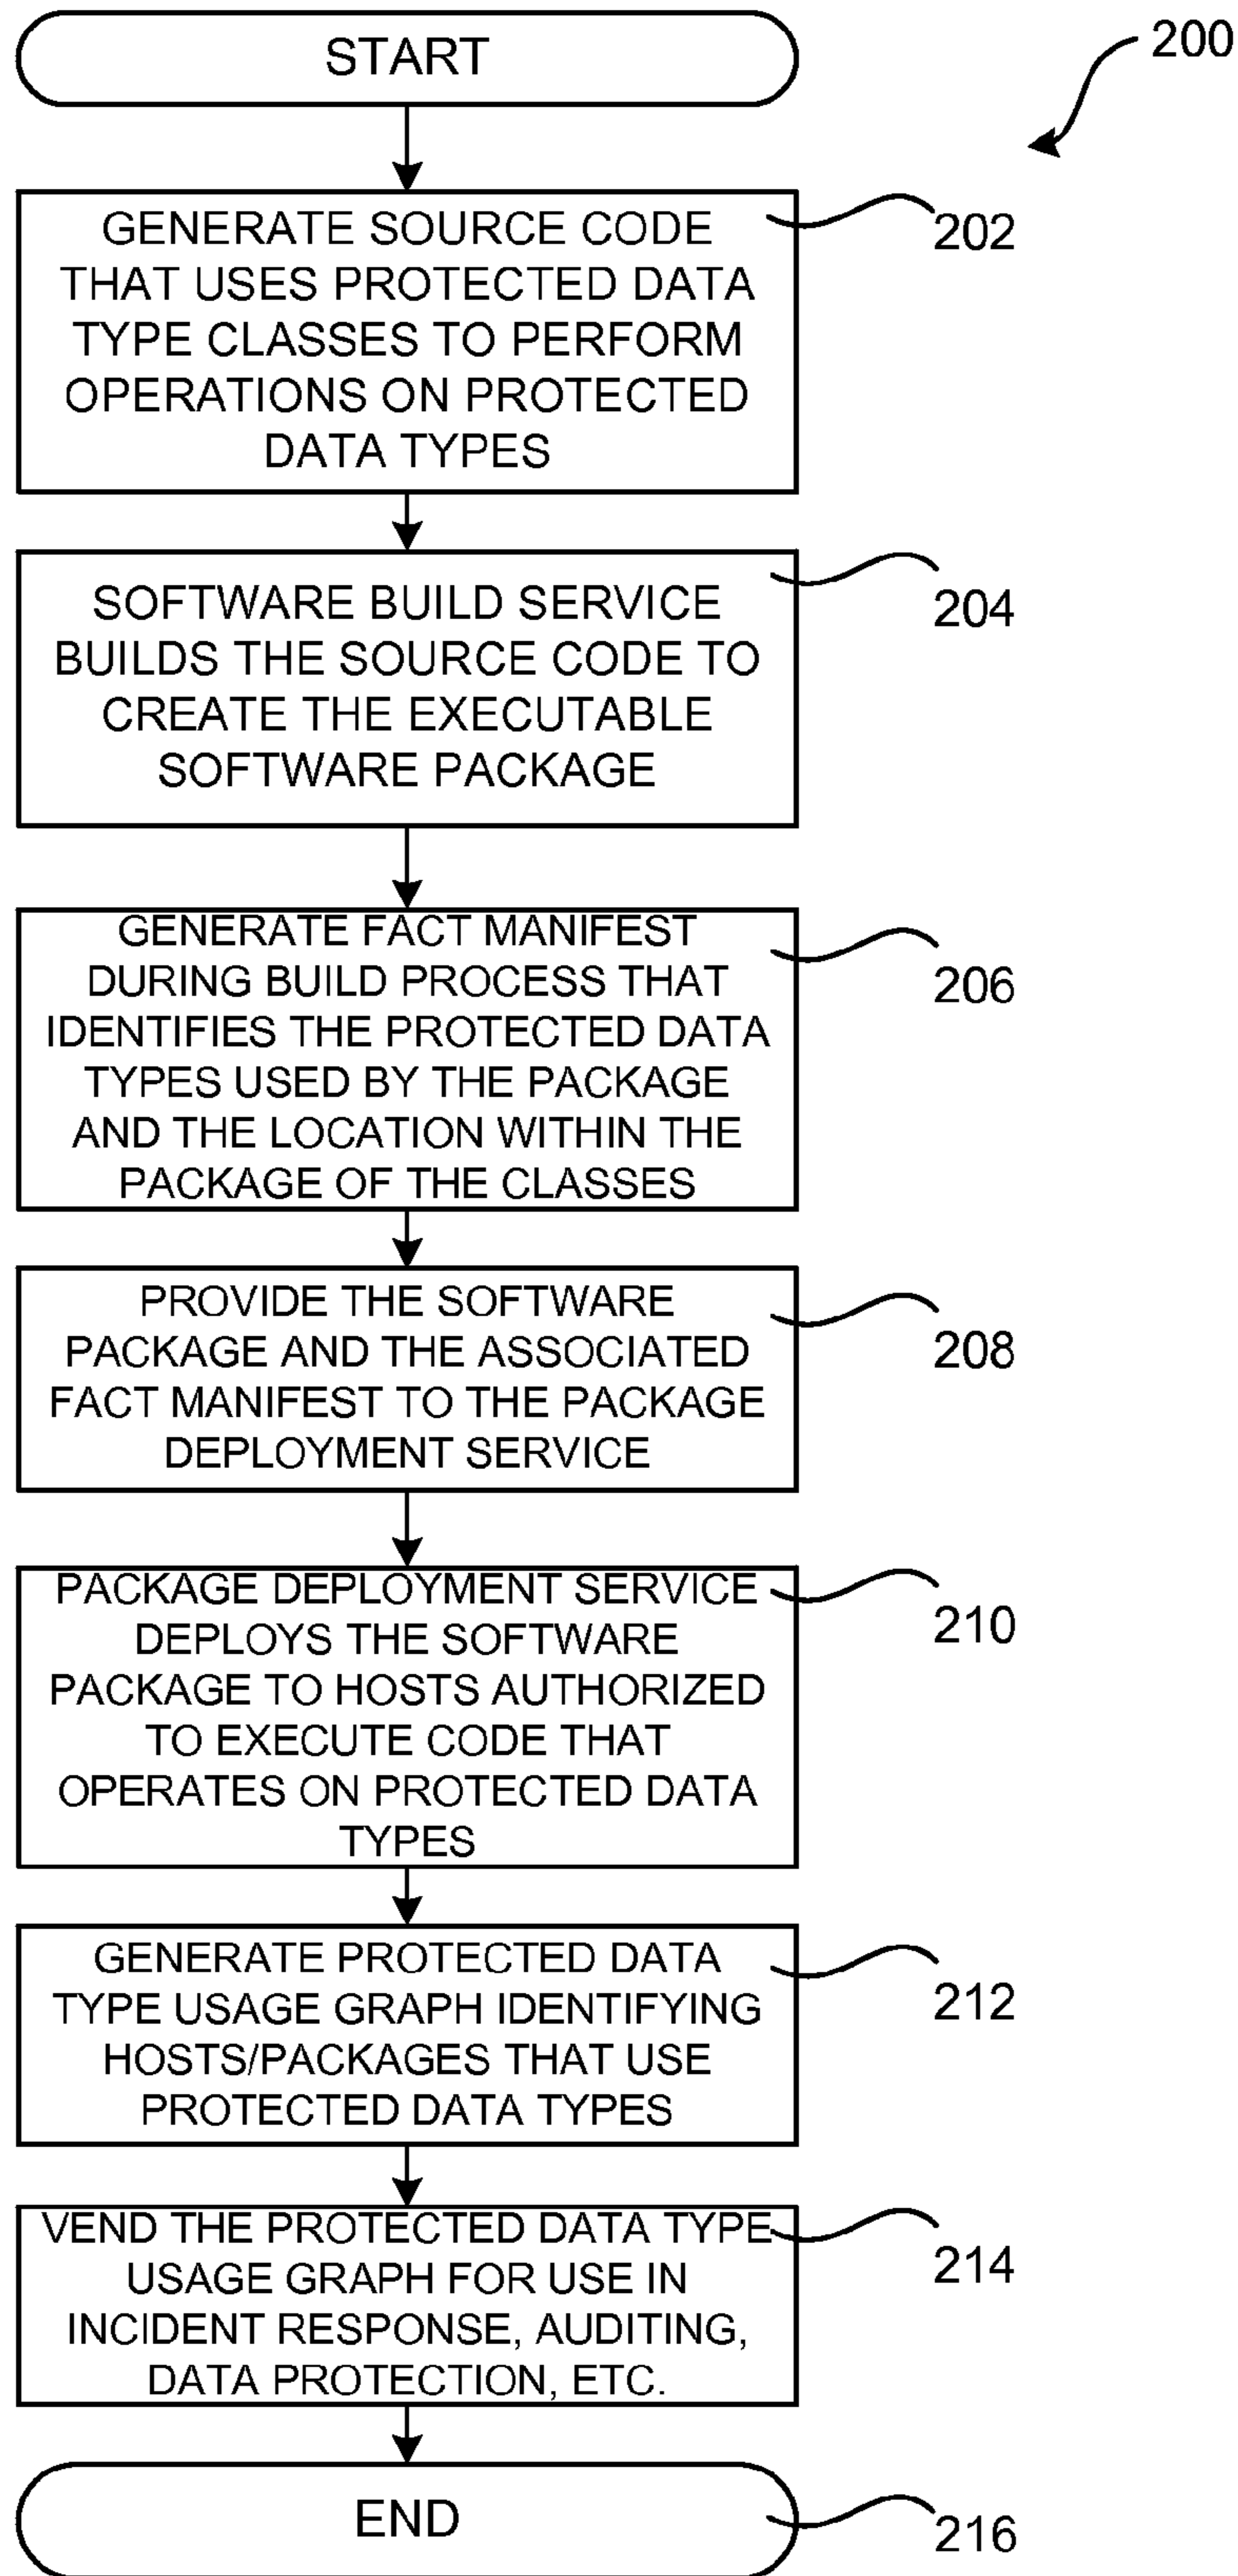 START
200
GENERATE SOURCE CODE
THAT USES PROTECTED DATA
TYPE CLASSES TO PERFORM
OPERATIONS ON PROTECTED
DATA TYPES
202
SOFTWARE BUILD SERVICE
BUILDS THE SOURCE CODE TO
CREATE THE EXECUTABLE
SOFTWARE PACKAGE
204
GENERATE FACT MANIFEST
DURING BUILD PROCESS THAT
IDENTIFIES THE PROTECTED DATA
TYPES USED BY THE PACKAGE
AND THE LOCATION WITHIN THE
PACKAGE OF THE CLASSES
206
PROVIDE THE SOFTWARE
PACKAGE AND THE ASSOCIATED
FACT MANIFEST TO THE PACKAGE
DEPLOYMENT SERVICE
208
PACKAGE DEPLOYMENT SERVICE
DEPLOYS THE SOFTWARE
PACKAGE TO HOSTS AUTHORIZED
TO EXECUTE CODE THAT
OPERATES ON PROTECTED DATA
TYPES
210
GENERATE PROTECTED DATA
TYPE USAGE GRAPH IDENTIFYING
HOSTS/PACKAGES THAT USE
PROTECTED DATA TYPES
212
VEND THE PROTECTED DATA TYPE
USAGE GRAPH FOR USE IN
INCIDENT RESPONSE, AUDITING,
DATA PROTECTION, ETC.
214
END
216